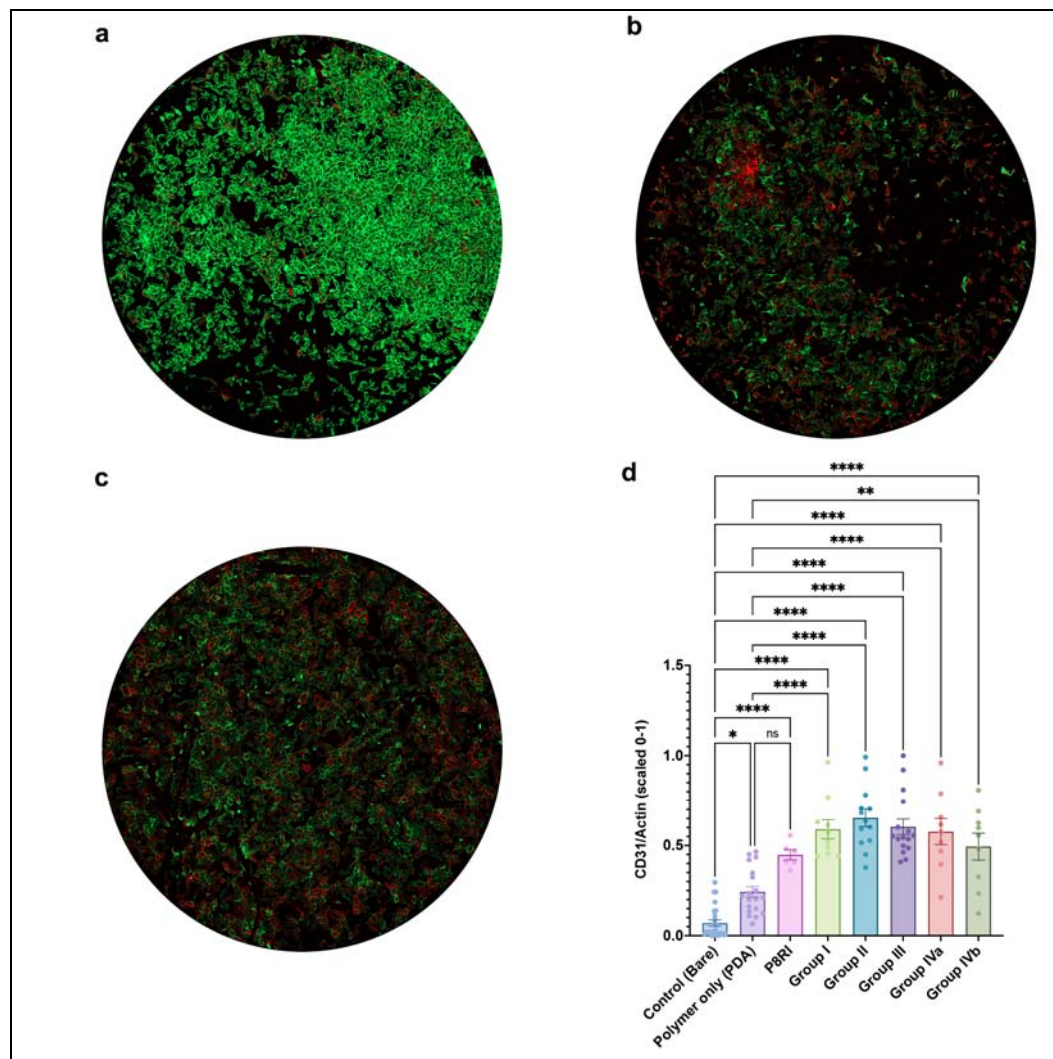 a
b
c
d
****
**
****
****
****
****
****
****
****
****
****
* ns
1.5
1.0
0.5
0.0
CD31/Actin (scaled 0-1)
Control (Bare)
Polymer only (PDA)
P8RI
Group I
Group II
Group III
Group IVa
Group IVb